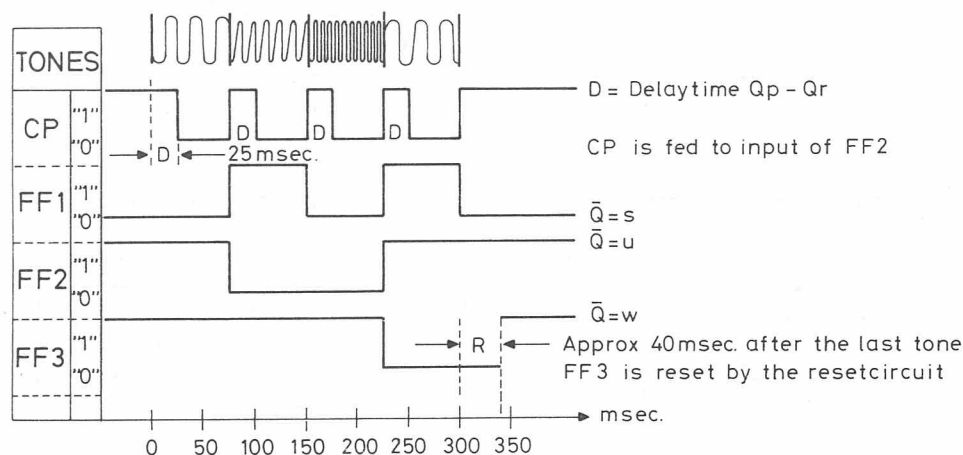 TONES
CP "1" "0"
D D D D
D = Delaytime Qp - Qr
D 25 msec.
CP is fed to input of FF2
FF1 "1" "0"
Q̄ = s
FF2 "1" "0"
Q̄ = u
FF3 "1" "0"
Q̄ = w
R Approx 40 msec. after the last tone
FF3 is reset by the resetcircuit
msec.
0 50 100 150 200 250 300 350